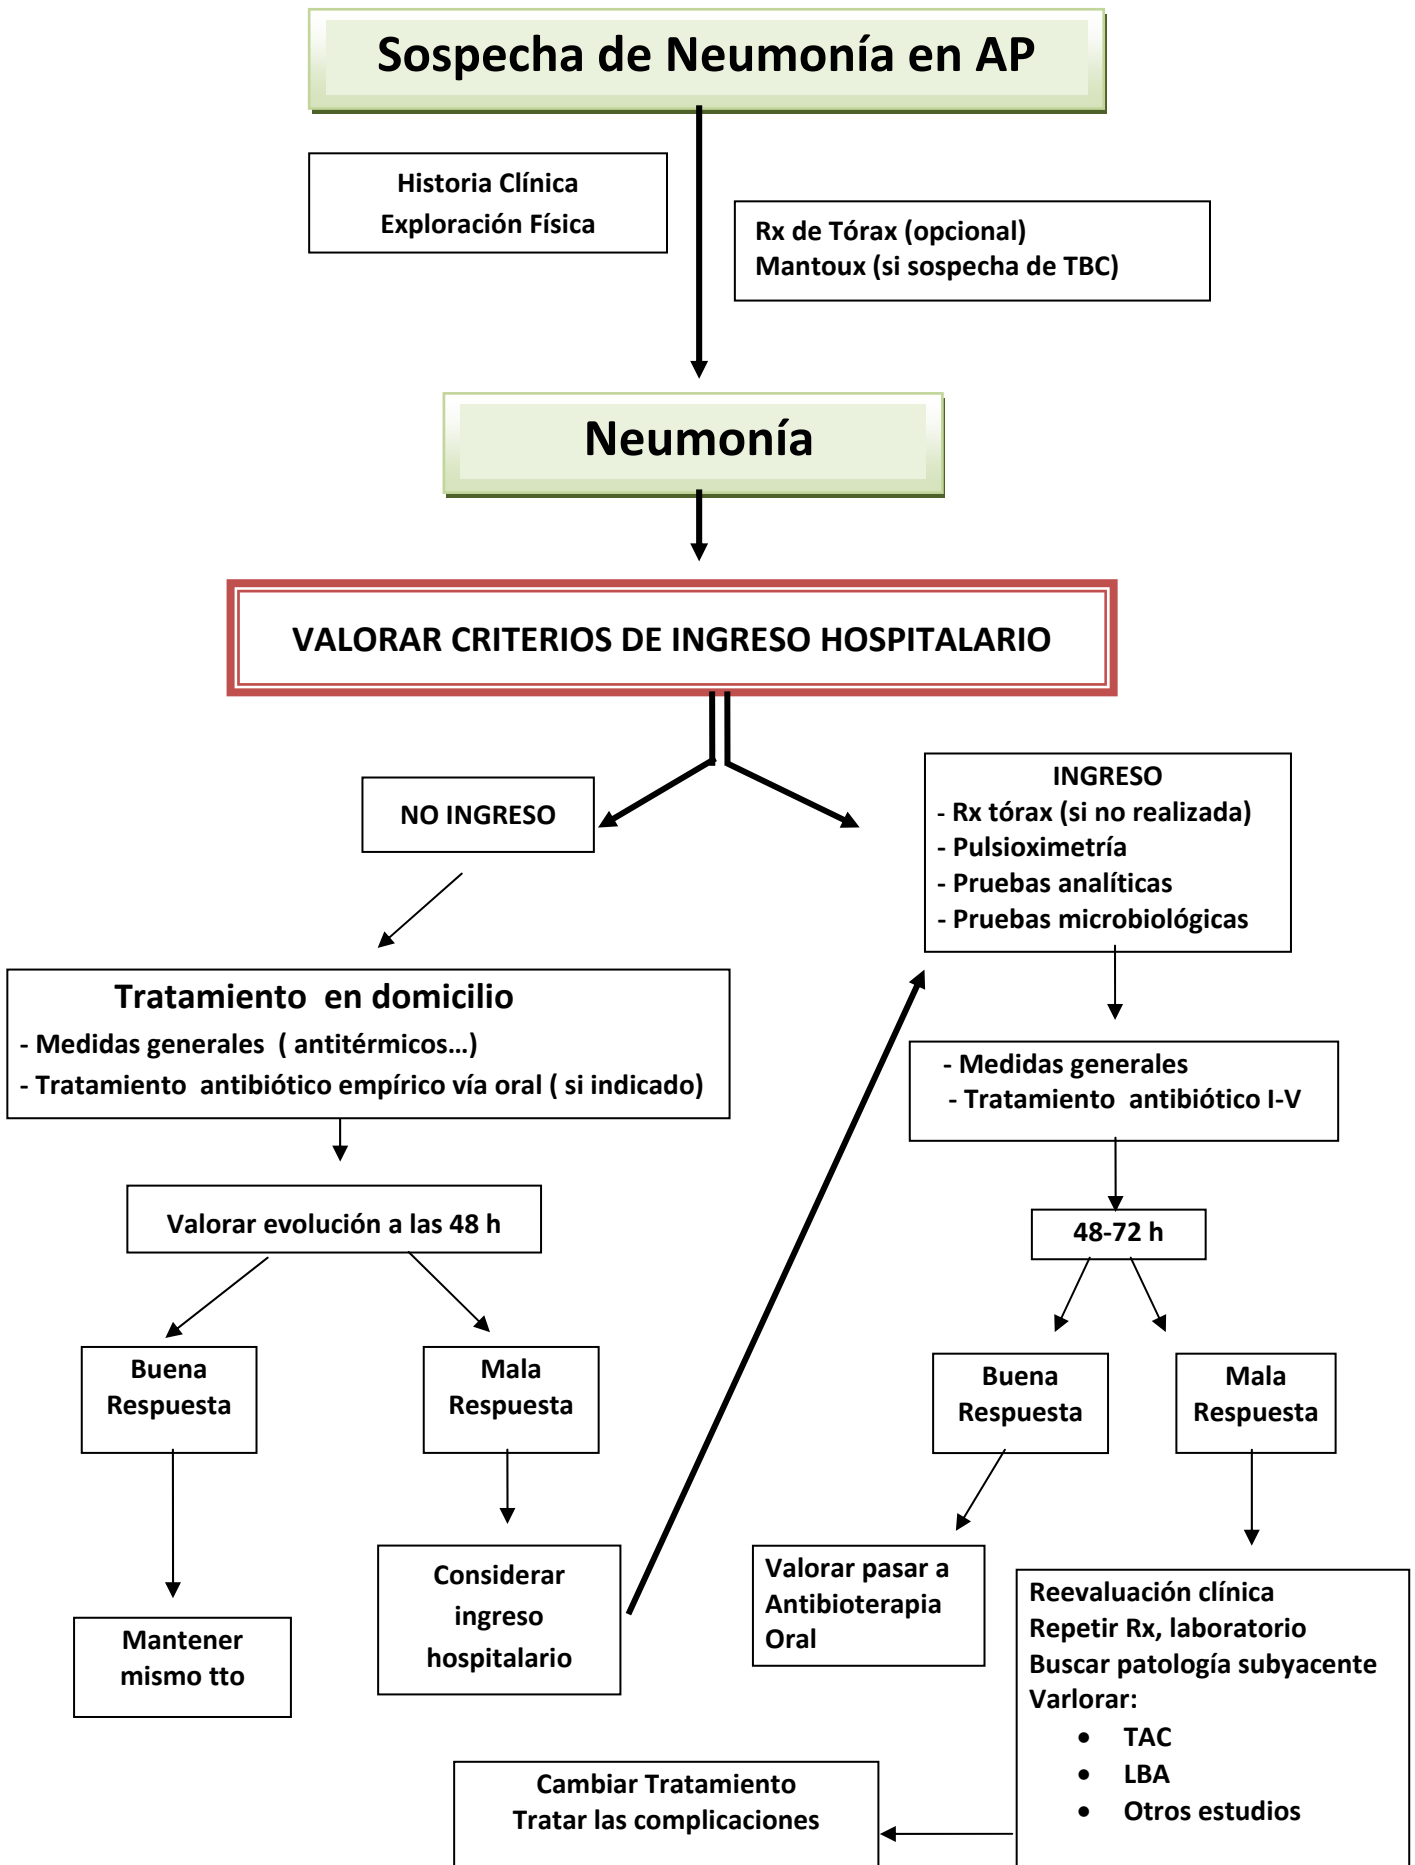 Sospecha de Neumonía en AP
Historia Clínica
Exploración Física
Rx de Tórax (opcional)
Mantoux (si sospecha de TBC)
Neumonía
VALORAR CRITERIOS DE INGRESO HOSPITALARIO
NO INGRESO
INGRESO
- Rx tórax (si no realizada)
- Pulsioximetría
- Pruebas analíticas
- Pruebas microbiológicas
Tratamiento en domicilio
- Medidas generales ( antitérmicos...)
- Tratamiento antibiótico empírico vía oral ( si indicado)
- Medidas generales
- Tratamiento antibiótico I-V
Valorar evolución a las 48 h
48-72 h
Buena
Respuesta
Mala
Respuesta
Buena
Respuesta
Mala
Respuesta
Mantener
mismo tto
Considerar
ingreso
hospitalario
Valorar pasar a
Antibioterapia
Oral
Reevaluación clínica
Repetir Rx, laboratorio
Buscar patología subyacente
Varlorar:
• TAC
• LBA
• Otros estudios
Cambiar Tratamiento
Tratar las complicaciones